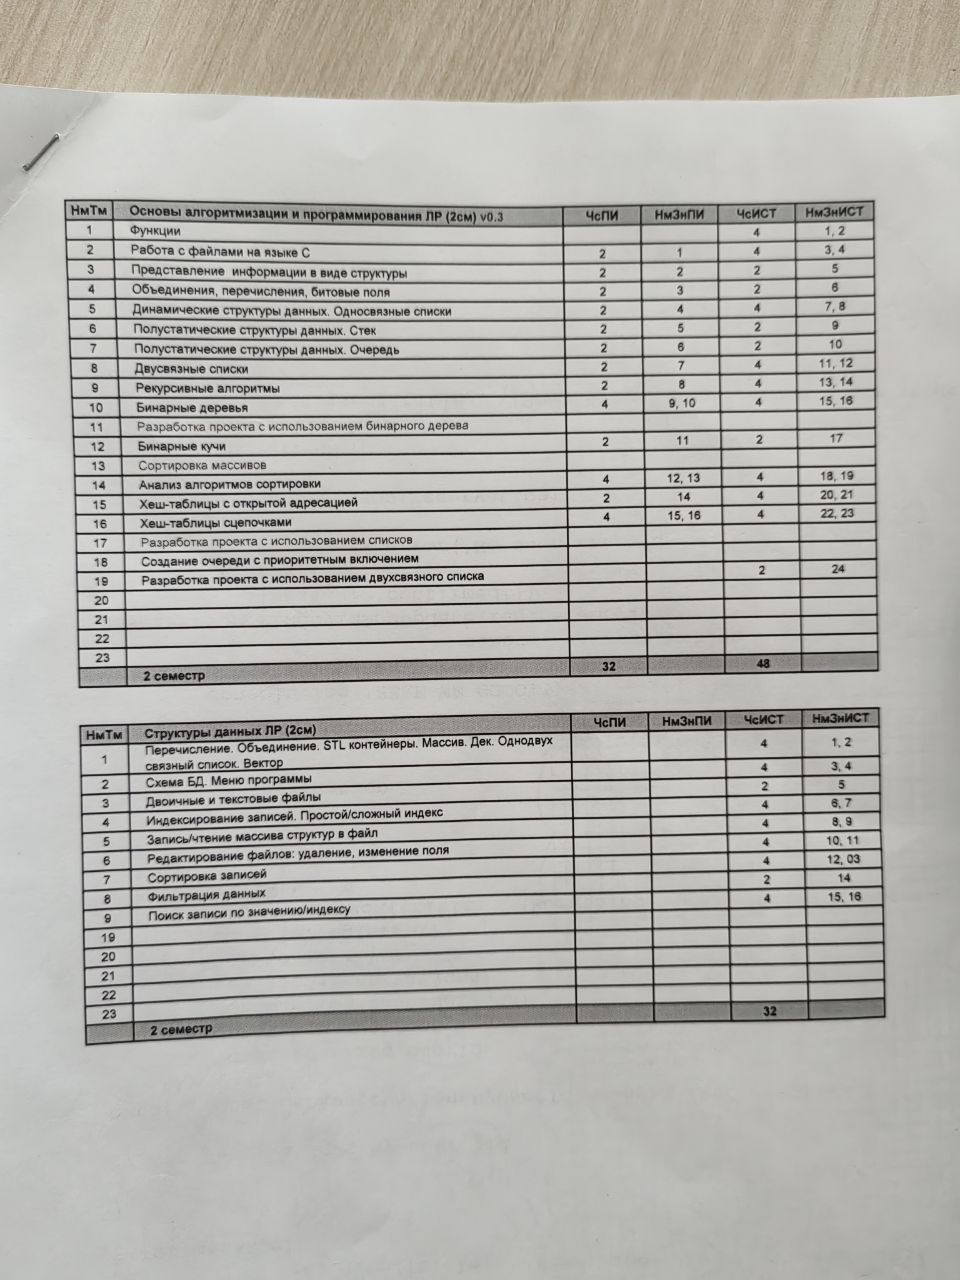 НмТм Основы алгоритмизации и программирования ЛР (2см) v0.3 ЧсПИ НмЗнПИ ЧсИСТ НмЗнИСТ
1 Функции 4 1, 2
2 Работа с файлами на языке С 2 1 4 3, 4
3 Представление информации в виде структуры 2 2 2 5
4 Объединения, перечисления, битовые поля 2 3 2 6
5 Динамические структуры данных. Односвязные списки 2 4 4 7, 8
6 Полустатические структуры данных. Стек 2 5 2 9
7 Полустатические структуры данных. Очередь 2 6 2 10
8 Двусвязные списки 2 7 4 11, 12
9 Рекурсивные алгоритмы 2 8 4 13, 14
10 Бинарные деревья 4 9, 10 4 15, 16
11 Разработка проекта с использованием бинарного дерева
12 Бинарные кучи 2 11 2 17
13 Сортировка массивов
14 Анализ алгоритмов сортировки 4 12, 13 4 18, 19
15 Хеш-таблицы с открытой адресацией 2 14 4 20, 21
16 Хеш-таблицы сцепочками 4 15, 16 4 22, 23
17 Разработка проекта с использованием списков
18 Создание очереди с приоритетным включением
19 Разработка проекта с использованием двухсвязного списка 2 24
20
21
22
23
2 семестр 32 48
НмТм Структуры данных ЛР (2см) ЧсПИ НмЗнПИ ЧсИСТ НмЗнИСТ
1 Перечисление. Объединение. STL контейнеры. Массив. Дек. Однодвух
связный список. Вектор 4 1, 2
2 Схема БД. Меню программы 4 3, 4
3 Двоичные и текстовые файлы 2 5
4 Индексирование записей. Простой/сложный индекс 4 6, 7
5 Запись/чтение массива структур в файл 4 8, 9
6 Редактирование файлов: удаление, изменение поля 4 10, 11
7 Сортировка записей 4 12, 03
8 Фильтрация данных 2 14
9 Поиск записи по значению/индексу 4 15, 16
19
20
21
22
23
2 семестр 32